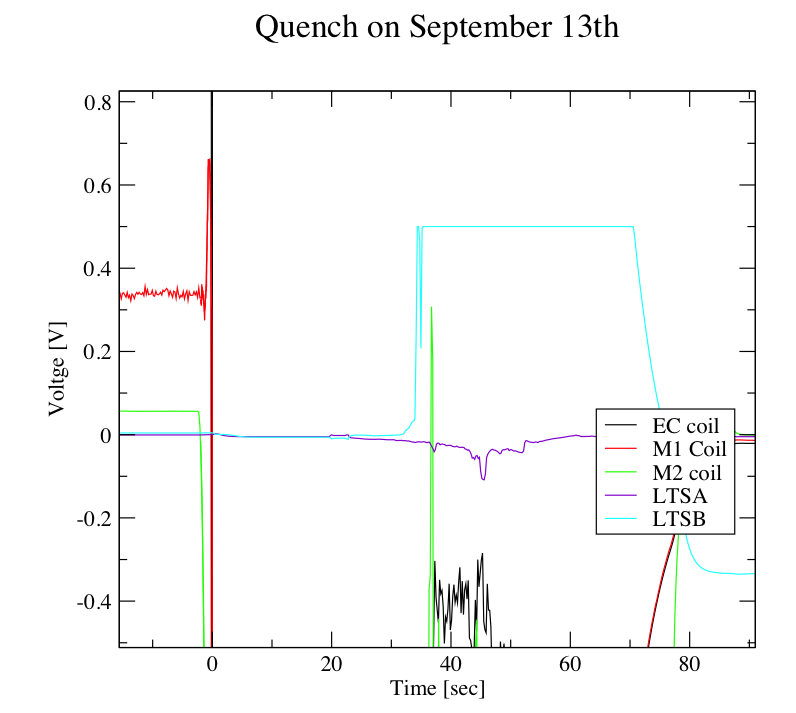 Quench on September 13th
0.8
0.6
0.4
0.2
0
-0.2
-0.4
Voltge [V]
EC coil
M1 Coil
M2 coil
LTSA
LTSB
0 20 40 60 80
Time [sec]